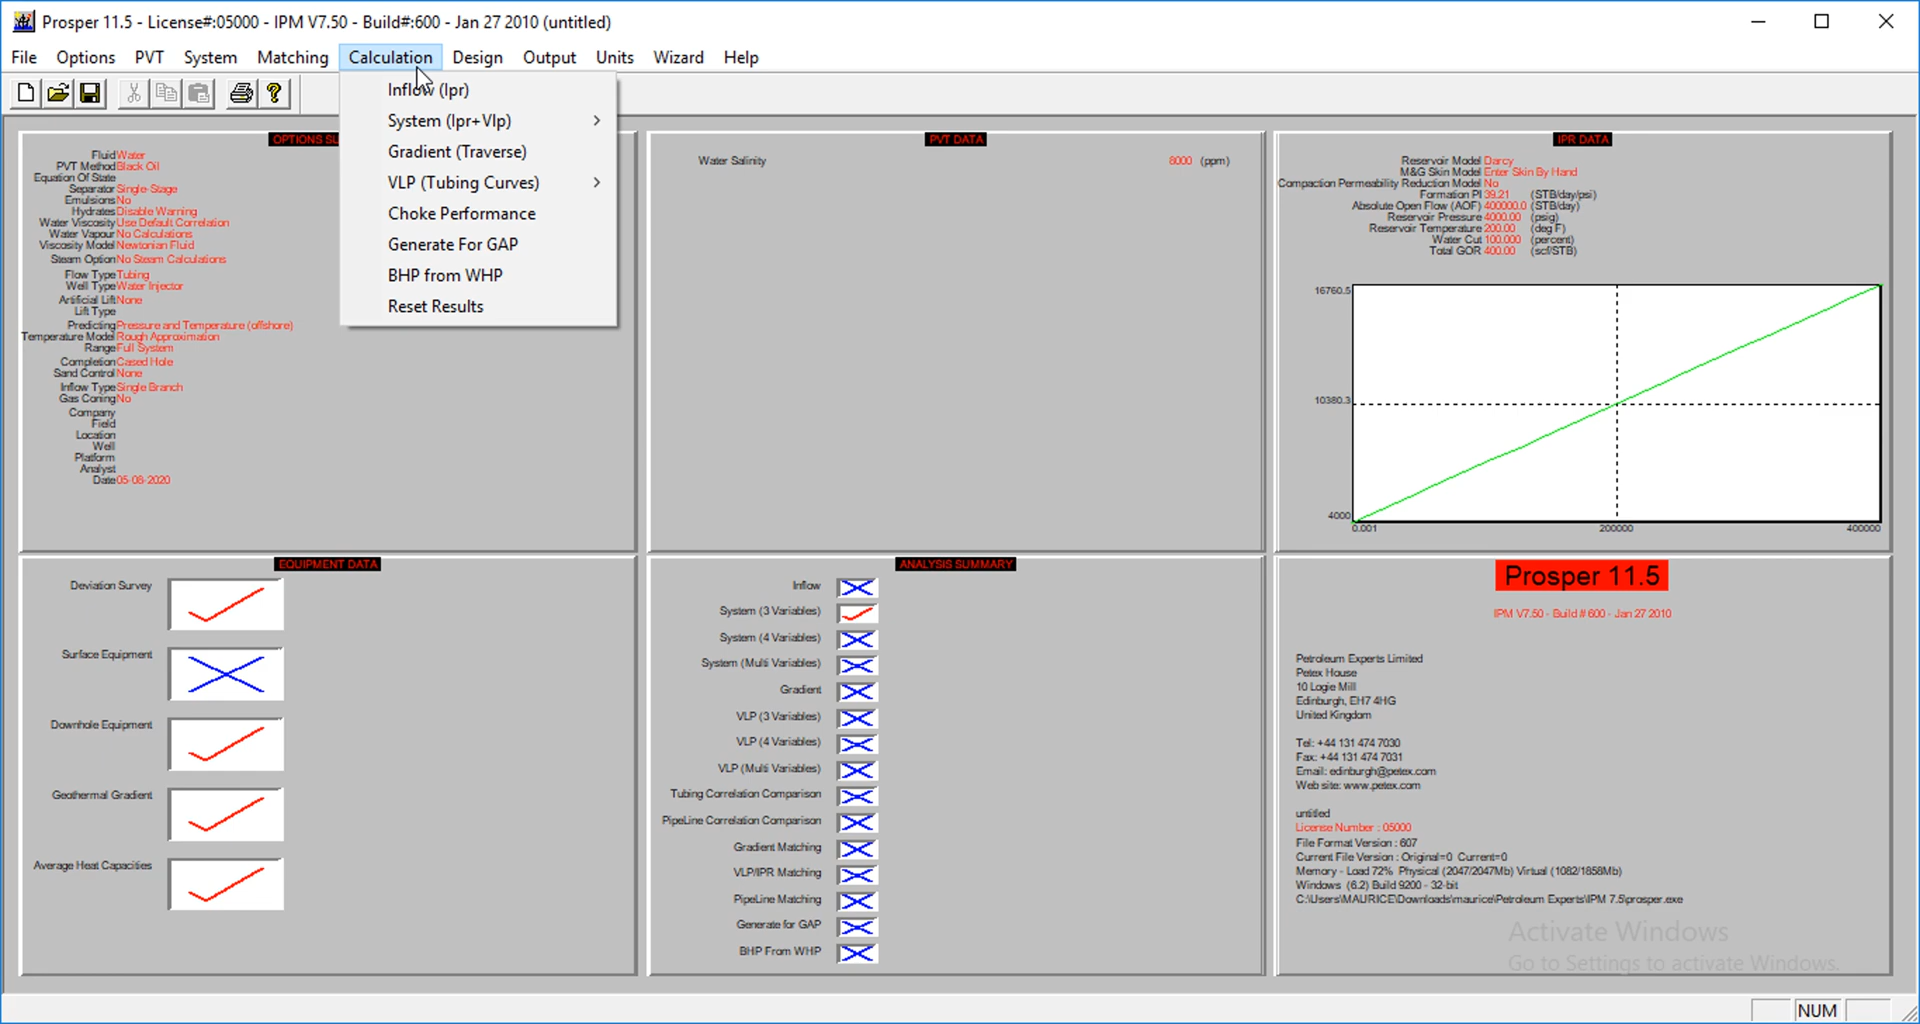 Prosper 11.5 - License#:05000 - IPM V7.50 - Build#:600 - Jan 27 2010 (untitled)
File Options PVT System Matching Calculation Design Output Units Wizard Help
Inflow (Ipr)
System (Ipr+Vlp)
Gradient (Traverse)
VLP (Tubing Curves)
Choke Performance
Generate For GAP
BHP from WHP
Reset Results
OPTIONS SU
Fluid Water
PVT Method Black Oil
Equation Of State
Separator Single-Stage
Emulsions No
Hydrates Disable Warning
Water Viscosity Use Default Correlation
Water Vapour No Calculations
Viscosity Model Newtonian Fluid
Steam Option No Steam Calculations
Flow Type Tubing
Well Type Water Injector
Artificial Lift None
Lift Type
Predicting Pressure and Temperature (offshore)
Temperature Model Rough Approximation
Range Full System
Completion Cased Hole
Sand Control None
Inflow Type Single Branch
Gas Coning No
Company
Field
Location
Well
Platform
Analyst
Date 05-08-2020
PVT DATA
Water Salinity 8000 (ppm)
IPR DATA
Reservoir Model Darcy
M&G Skin Model Enter Skin By Hand
Compaction Permeability Reduction Model No
Formation PI 39.21 (STB/day/psi)
Absolute Open Flow (AOF) 400000.0 (STB/day)
Reservoir Pressure 4000.00 (psig)
Reservoir Temperature 200.00 (deg F)
Water Cut 100.000 (percent)
Total GOR 400.00 (scf/STB)
16760.5
10380.3
4000
0.001 200000 400000
EQUIPMENT DATA
Deviation Survey
Surface Equipment
Downhole Equipment
Geothermal Gradient
Average Heat Capacities
ANALYSIS SUMMARY
Inflow
System (3 Variables)
System (4 Variables)
System (Multi Variables)
Gradient
VLP (3 Variables)
VLP (4 Variables)
VLP (Multi Variables)
Tubing Correlation Comparison
PipeLine Correlation Comparison
Gradient Matching
VLP/IPR Matching
PipeLine Matching
Generate for GAP
BHP From WHP
Prosper 11.5
IPM V7.50 - Build # 600 - Jan 27 2010
Petroleum Experts Limited
Petex House
10 Logie Mill
Edinburgh, EH7 4HG
United Kingdom
Tel: +44 131 474 7030
Fax: +44 131 474 7031
Email: edinburgh@petex.com
Web site: www.petex.com
untitled
License Number : 05000
File Format Version : 607
Current File Version : Original=0 Current=0
Memory - Load 72% Physical (2047/2047Mb) Virtual (1082/1858Mb)
Windows (6.2) Build 9200 - 32-bit
C:\Users\MAURICE\Downloads\maurice\Petroleum Experts\IPM 7.5\prosper.exe
Activate Windows
Go to Settings to activate Windows.
NUM